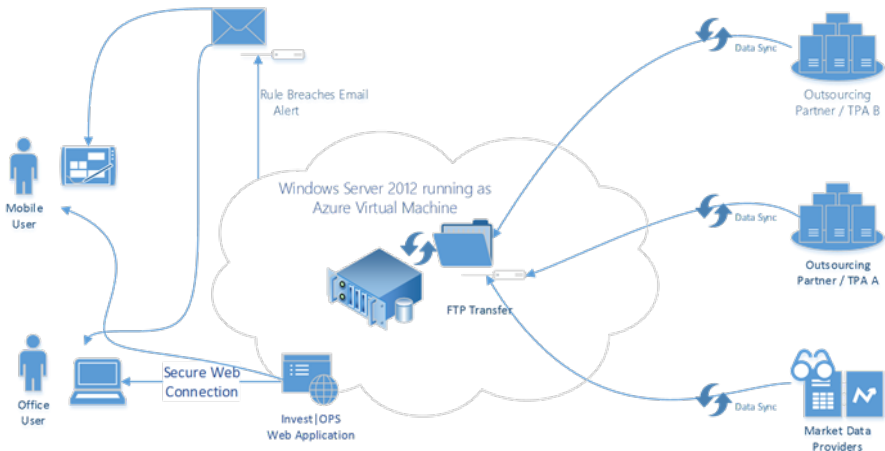 Data Sync
Outsourcing
Partner / TPA B
Rule Breaches Email
Alert
Windows Server 2012 running as
Azure Virtual Machine
Mobile
User
Data Sync
Outsourcing
Partner / TPA A
FTP Transfer
Secure Web
Connection
Office
User
Invest|OPS
Web Application
Data Sync
Market Data
Providers